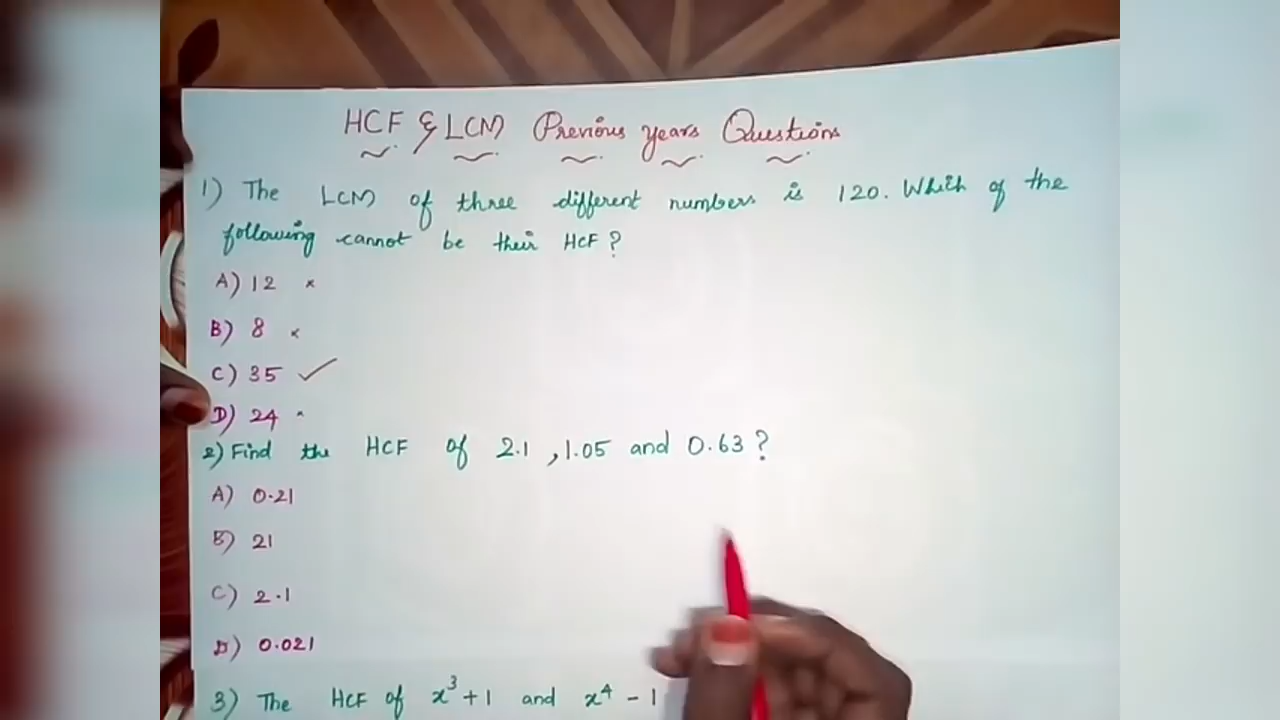 HCF & LCM Previous years Questions
1) The LCM of three different numbers is 120. Which of the
following cannot be their HCF?
A) 12 ×
B) 8 ×
C) 35 ✓
D) 24
2) Find the HCF of 2.1, 1.05 and 0.63?
A) 0.21
B) 21
C) 2.1
D) 0.021
3) The HCF of x³+1 and x⁴ - 1